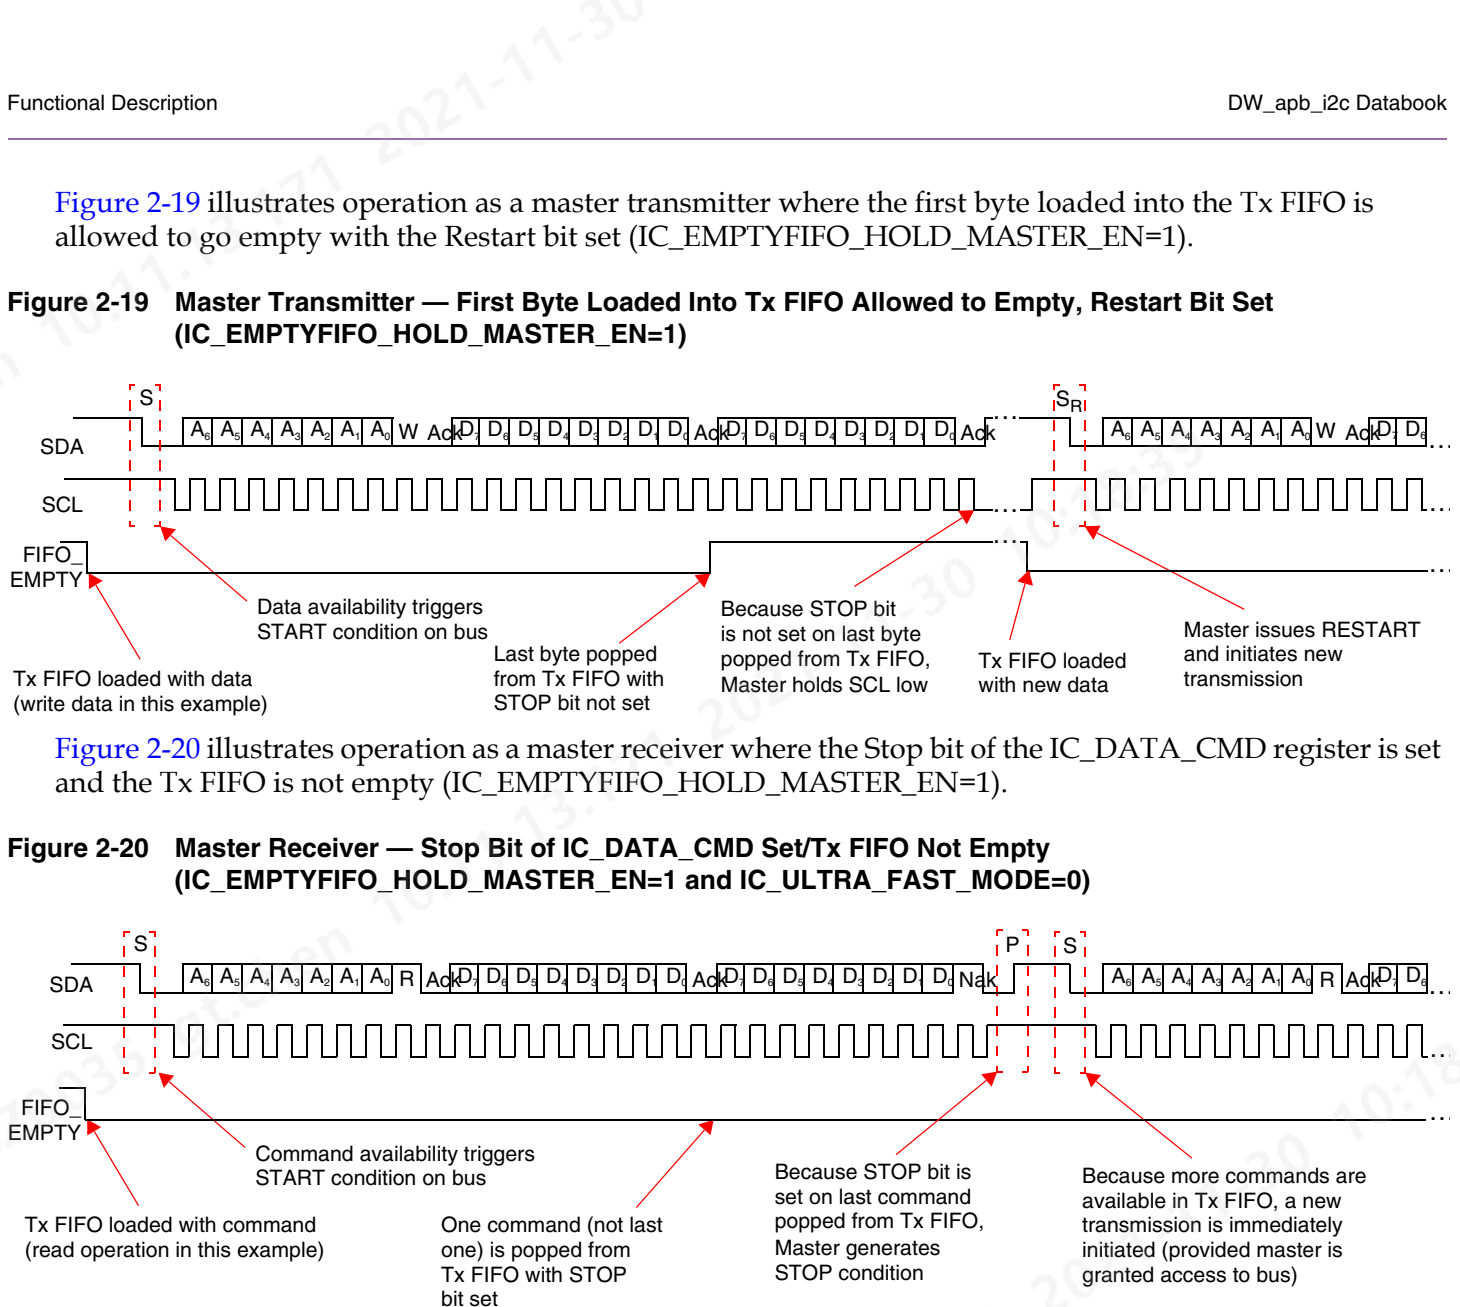 Functional Description
DW_apb_i2c Databook
Figure 2-19 illustrates operation as a master transmitter where the first byte loaded into the Tx FIFO is
allowed to go empty with the Restart bit set (IC_EMPTYFIFO_HOLD_MASTER_EN=1).
Figure 2-19 Master Transmitter — First Byte Loaded Into Tx FIFO Allowed to Empty, Restart Bit Set
(IC_EMPTYFIFO_HOLD_MASTER_EN=1)
S
SR
SDA
A6 A5 A4 A3 A2 A1 A0 W Ack D7 D6 D5 D4 D3 D2 D1 D0 Ack D7 D6 D5 D4 D3 D2 D1 D0 Ack ... A6 A5 A4 A3 A2 A1 A0 W Ack D7 D6 ...
SCL
FIFO_
EMPTY
Data availability triggers
START condition on bus
Tx FIFO loaded with data
(write data in this example)
Last byte popped
from Tx FIFO with
STOP bit not set
Because STOP bit
is not set on last byte
popped from Tx FIFO,
Master holds SCL low
Tx FIFO loaded
with new data
Master issues RESTART
and initiates new
transmission
Figure 2-20 illustrates operation as a master receiver where the Stop bit of the IC_DATA_CMD register is set
and the Tx FIFO is not empty (IC_EMPTYFIFO_HOLD_MASTER_EN=1).
Figure 2-20 Master Receiver — Stop Bit of IC_DATA_CMD Set/Tx FIFO Not Empty
(IC_EMPTYFIFO_HOLD_MASTER_EN=1 and IC_ULTRA_FAST_MODE=0)
S
P
S
SDA
A6 A5 A4 A3 A2 A1 A0 R Ack D7 D6 D5 D4 D3 D2 D1 D0 Ack D7 D6 D5 D4 D3 D2 D1 D0 Nak A6 A5 A4 A3 A2 A1 A0 R Ack D7 D6 ...
SCL
FIFO_
EMPTY
Command availability triggers
START condition on bus
Tx FIFO loaded with command
(read operation in this example)
One command (not last
one) is popped from
Tx FIFO with STOP
bit set
Because STOP bit is
set on last command
popped from Tx FIFO,
Master generates
STOP condition
Because more commands are
available in Tx FIFO, a new
transmission is immediately
initiated (provided master is
granted access to bus)